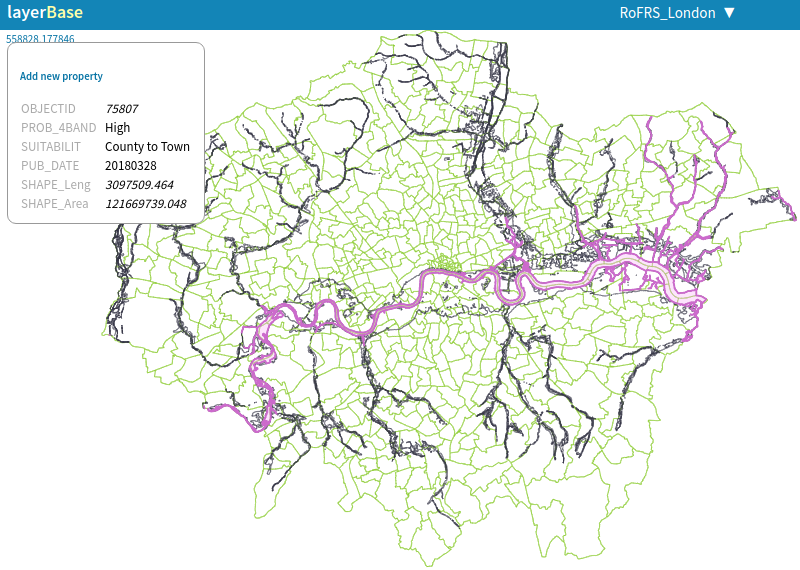 layerBase
RoFRS_London ▼
558828,177846
Add new property
OBJECTID 75807
PROB_4BAND High
SUITABILIT County to Town
PUB_DATE 20180328
SHAPE_Leng 3097509.464
SHAPE_Area 121669739.048